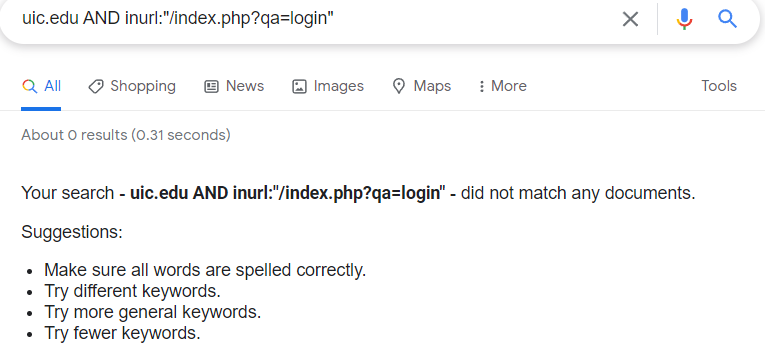 uic.edu AND inurl:"/index.php?qa=login"
All Shopping News Images Maps More Tools
About 0 results (0.31 seconds)
Your search - uic.edu AND inurl:"/index.php?qa=login" - did not match any documents.
Suggestions:
• Make sure all words are spelled correctly.
• Try different keywords.
• Try more general keywords.
• Try fewer keywords.